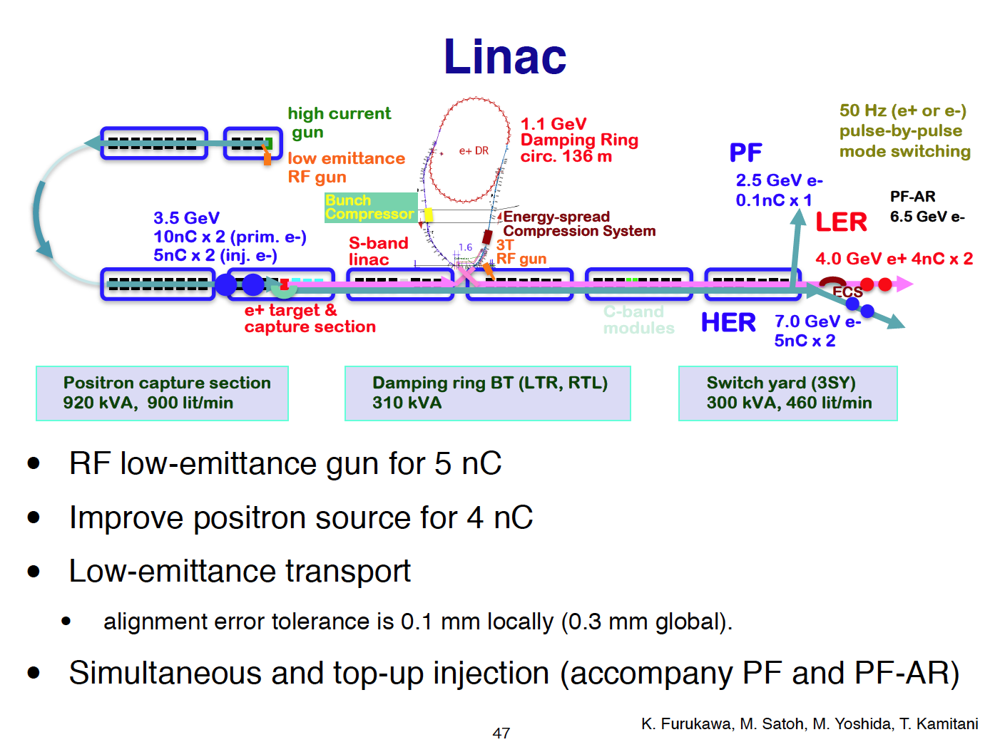 Linac
high current
gun
low emittance
RF gun
e+ DR
1.1 GeV
Damping Ring
circ. 136 m
50 Hz (e+ or e-)
pulse-by-pulse
mode switching
PF
2.5 GeV e-
0.1nC x 1
PF-AR
6.5 GeV e-
Bunch
Compressor
Energy-spread
Compression System
LER
4.0 GeV e+ 4nC x 2
3.5 GeV
10nC x 2 (prim. e-)
5nC x 2 (inj. e-)
S-band
linac
1.6
3T
RF gun
ECS
e+ target &
capture section
C-band
modules
HER
7.0 GeV e-
5nC x 2
Positron capture section
920 kVA, 900 lit/min
Damping ring BT (LTR, RTL)
310 kVA
Switch yard (3SY)
300 kVA, 460 lit/min
• RF low-emittance gun for 5 nC
• Improve positron source for 4 nC
• Low-emittance transport
• alignment error tolerance is 0.1 mm locally (0.3 mm global).
• Simultaneous and top-up injection (accompany PF and PF-AR)
K. Furukawa, M. Satoh, M. Yoshida, T. Kamitani
47